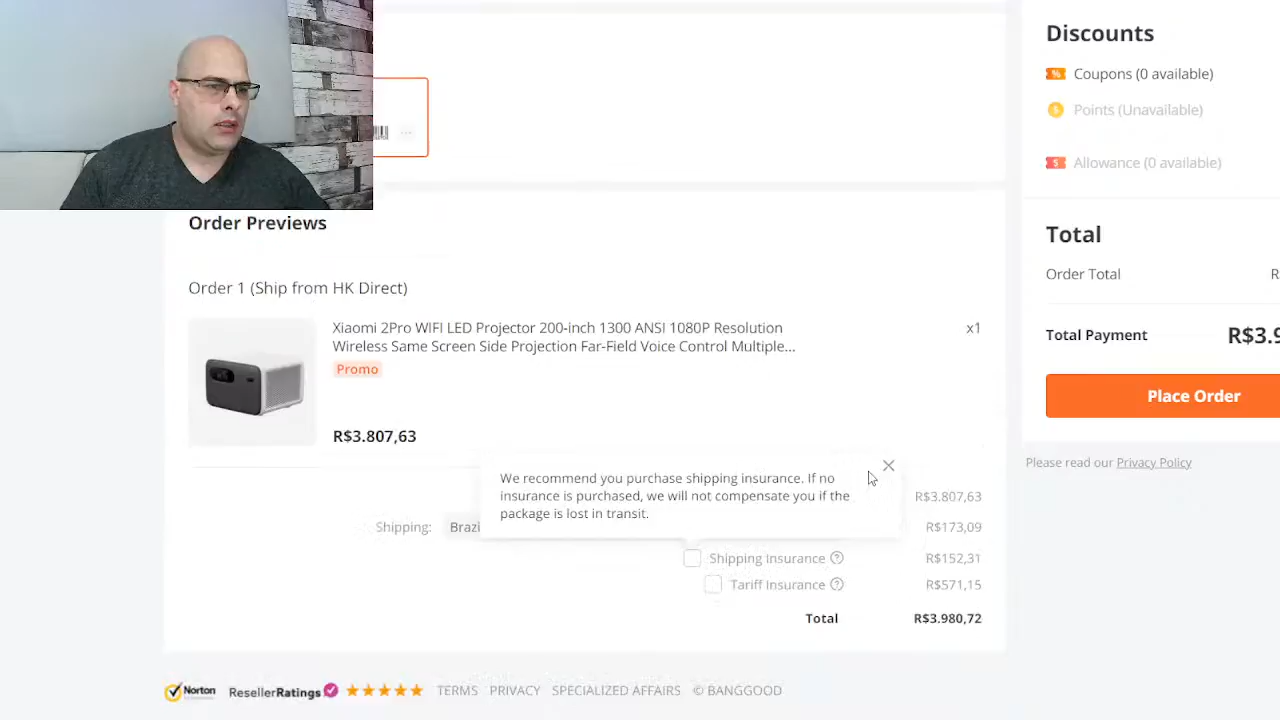 Discounts
Coupons (0 available)
Points (Unavailable)
Allowance (0 available)
Total
Order Total
Total Payment R$3.9
Place Order
Please read our Privacy Policy
Order Previews
Order 1 (Ship from HK Direct)
Xiaomi 2Pro WIFI LED Projector 200-inch 1300 ANSI 1080P Resolution x1
Wireless Same Screen Side Projection Far-Field Voice Control Multiple...
Promo
R$3.807,63
We recommend you purchase shipping insurance. If no
insurance is purchased, we will not compensate you if the
package is lost in transit.
R$3.807,63
Shipping: Brazi R$173,09
Shipping Insurance ? R$152,31
Tariff Insurance ? R$571,15
Total R$3.980,72
Norton ResellerRatings TERMS PRIVACY SPECIALIZED AFFAIRS © BANGGOOD